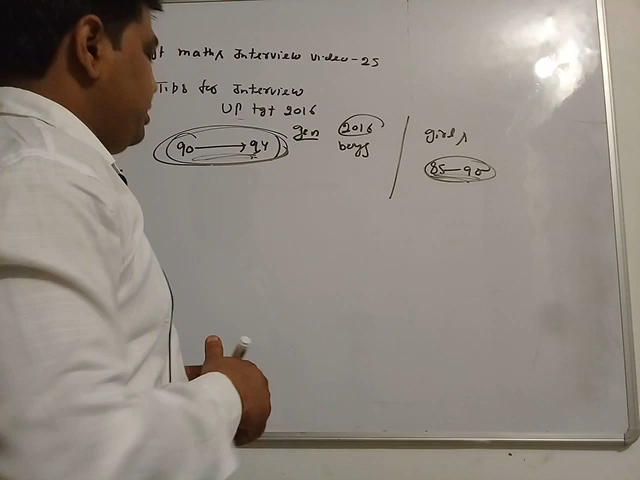 maths Interview video-25
Tips for Interview
UP tgt 2016
90 → 94 gen 2016 boys / girls
85-90